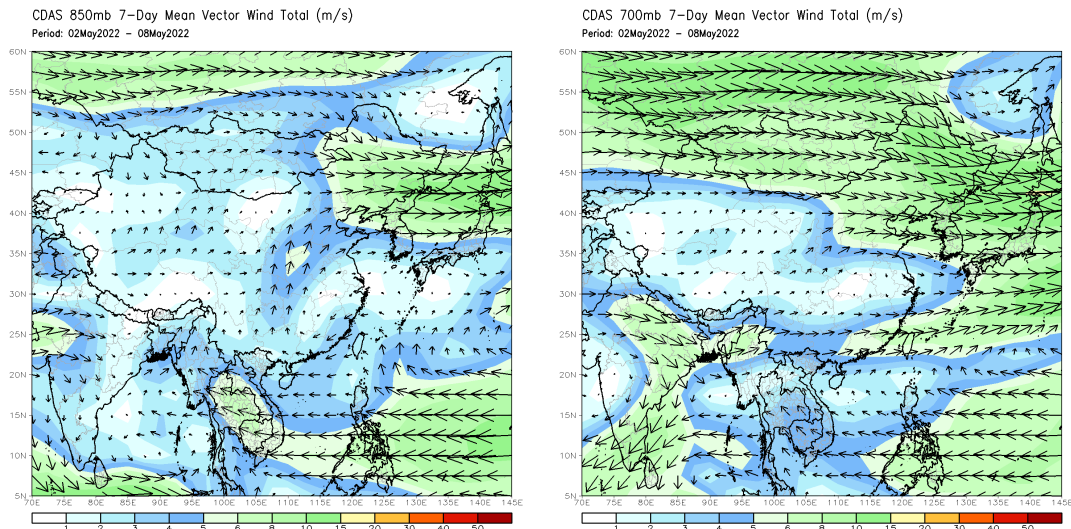 CDAS 850mb 7-Day Mean Vector Wind Total (m/s)
Period: 02May2022 - 08May2022
60N
55N
50N
45N
40N
35N
30N
25N
20N
15N
10N
5N
70E 75E 80E 85E 90E 95E 100E 105E 110E 115E 120E 125E 130E 135E 140E 145E
1 2 3 4 5 6 8 10 15 20 30 40 50
CDAS 700mb 7-Day Mean Vector Wind Total (m/s)
Period: 02May2022 - 08May2022
60N
55N
50N
45N
40N
35N
30N
25N
20N
15N
10N
5N
70E 75E 80E 85E 90E 95E 100E 105E 110E 115E 120E 125E 130E 135E 140E 145E
1 2 3 4 5 6 8 10 15 20 30 40 50